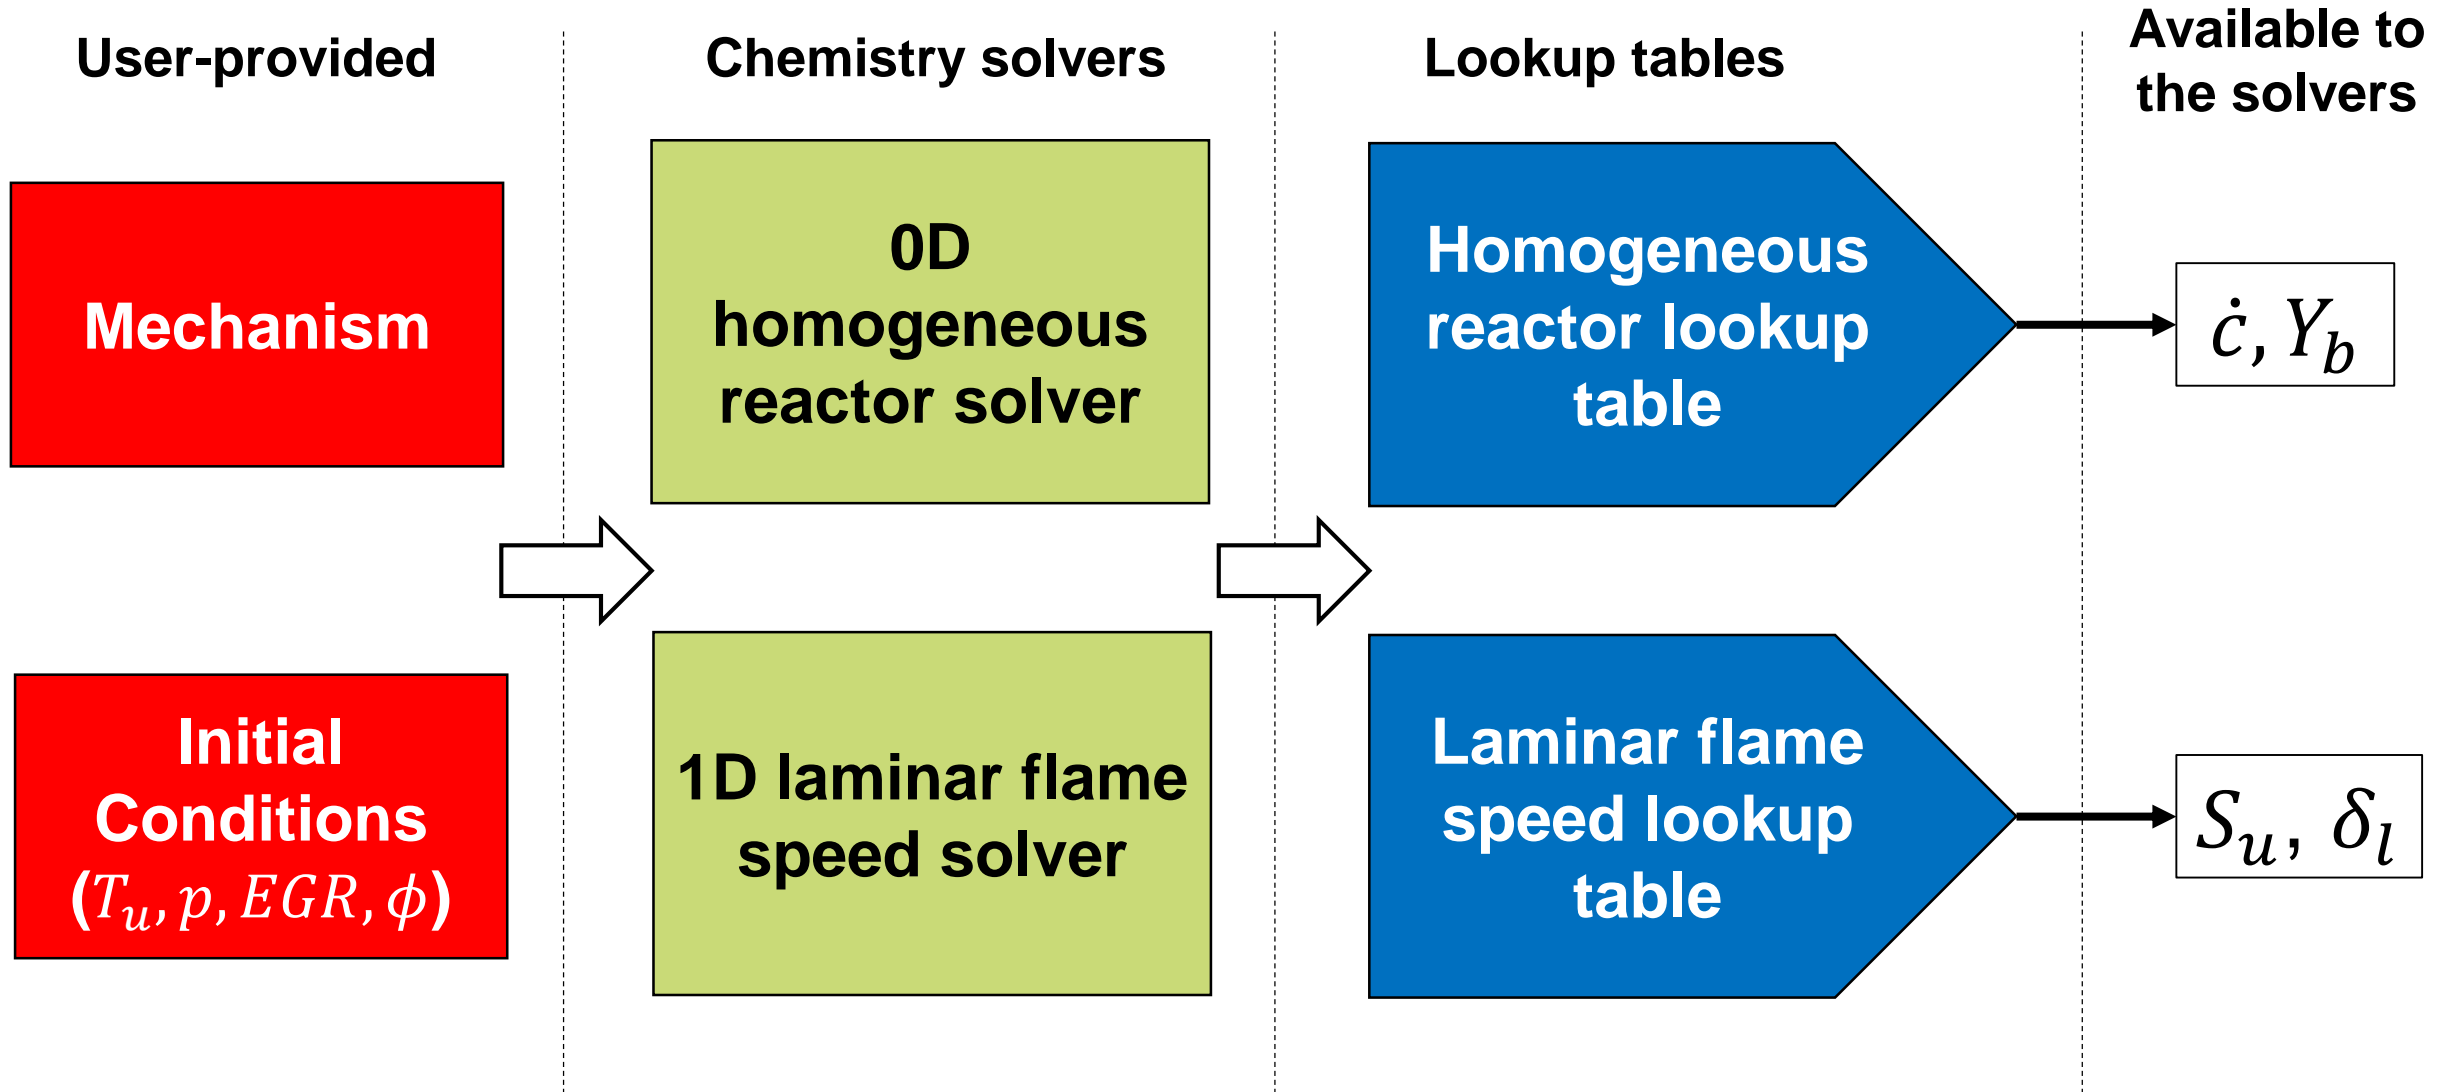 User-provided
Chemistry solvers
Lookup tables
Available to
the solvers
Mechanism
0D
homogeneous
reactor solver
Homogeneous
reactor lookup
table
ċ, Y_b
Initial
Conditions
(T_u, p, EGR, ϕ)
1D laminar flame
speed solver
Laminar flame
speed lookup
table
S_u, δ_l